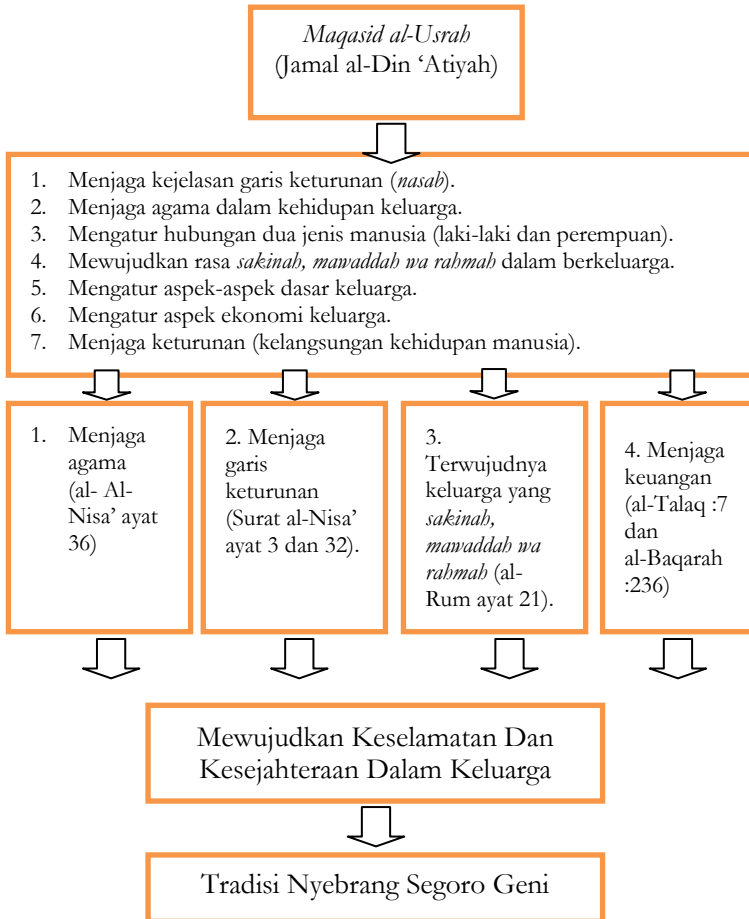 Maqasid al-Usrah
(Jamal al-Din ‘Atiyah)
1. Menjaga kejelasan garis keturunan (nasab).
2. Menjaga agama dalam kehidupan keluarga.
3. Mengatur hubungan dua jenis manusia (laki-laki dan perempuan).
4. Mewujudkan rasa sakinah, mawaddah wa rahmah dalam berkeluarga.
5. Mengatur aspek-aspek dasar keluarga.
6. Mengatur aspek ekonomi keluarga.
7. Menjaga keturunan (kelangsungan kehidupan manusia).
1. Menjaga
agama
(al- Al-
Nisa’ ayat
36)
2. Menjaga
garis
keturunan
(Surat al-Nisa’
ayat 3 dan 32).
3.
Terwujudnya
keluarga yang
sakinah,
mawaddah wa
rahmah (al-
Rum ayat 21).
4. Menjaga
keuangan
(al-Talaq :7
dan
al-Baqarah
:236)
Mewujudkan Keselamatan Dan
Kesejahteraan Dalam Keluarga
Tradisi Nyebrang Segoro Geni